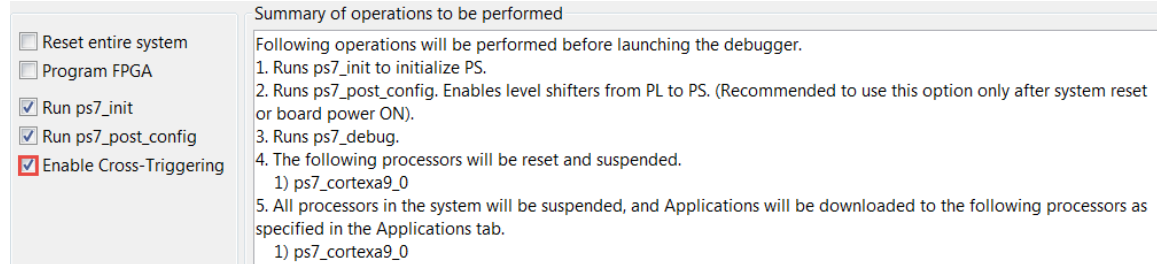 Summary of operations to be performed
Reset entire system
Program FPGA
Run ps7_init
Run ps7_post_config
Enable Cross-Triggering
Following operations will be performed before launching the debugger.
1. Runs ps7_init to initialize PS.
2. Runs ps7_post_config. Enables level shifters from PL to PS. (Recommended to use this option only after system reset
or board power ON).
3. Runs ps7_debug.
4. The following processors will be reset and suspended.
1) ps7_cortexa9_0
5. All processors in the system will be suspended, and Applications will be downloaded to the following processors as
specified in the Applications tab.
1) ps7_cortexa9_0